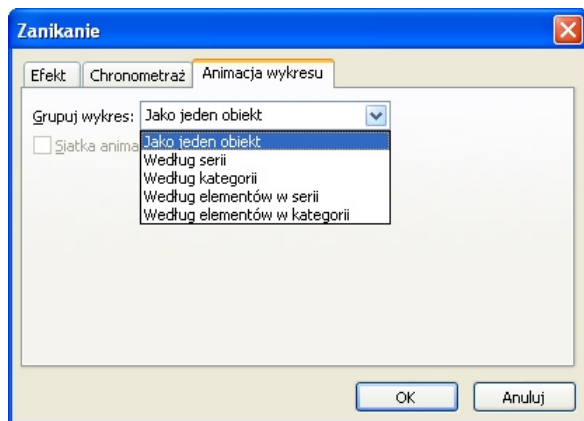 Zanikanie
Efekt Chronometraż Animacja wykresu
Grupuj wykres: Jako jeden obiekt
Siatka anima
Jako jeden obiekt
Według serii
Według kategorii
Według elementów w serii
Według elementów w kategorii
OK Anuluj